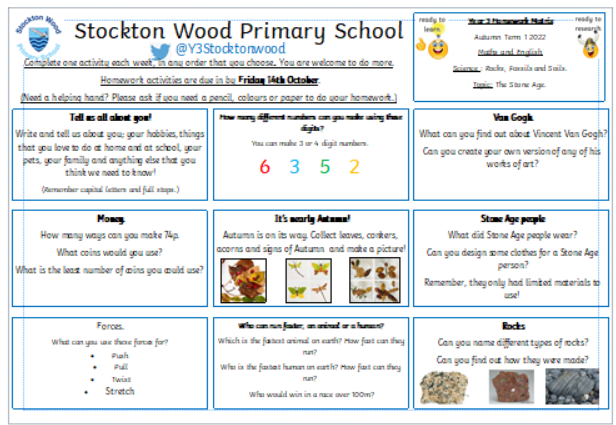 Stockton Wood
Primary School
Stockton Wood Primary School
@Y3Stocktonwood
Complete one activity each week, in any order that you choose. You are welcome to do more.
Homework activities are due in by Friday 14th October.
(Need a helping hand? Please ask if you need a pencil, colours or paper to do your homework.)
ready to
learn
Year 3 Homework Matrix
Autumn Term 1 2022
Maths and English.
Science : Rocks, Fossils and Soils.
Topic: The Stone Age.
ready to
research
Tell us all about you!
Write and tell us about you; your hobbies, things
that you love to do at home and at school, your
pets, your family and anything else that you
think we need to know!
(Remember capital letters and full stops.)
How many different numbers can you make using these
digits?
You can make 3 or 4 digit numbers.
6 3 5 2
Van Gogh.
What can you find out about Vincent Van Gogh?
Can you create your own version of any of his
works of art?
Money.
How many ways can you make 74p.
What coins would you use?
What is the least number of coins you could use?
It's nearly Autumn!
Autumn is on its way. Collect leaves, conkers,
acorns and signs of Autumn and make a picture!
Stone Age people
What did Stone Age people wear?
Can you design some clothes for a Stone Age
person?
Remember, they only had limited materials to
use!
Forces.
What can you use these forces for?
• Push
• Pull
• Twist
• Stretch
Who can run faster, an animal or a human?
Which is the fastest animal on earth? How fast can they
run?
Who is the fastest human on earth? How fast can they
run?
Who would win in a race over 100m?
Rocks
Can you name different types of rocks?
Can you find out how they were made?